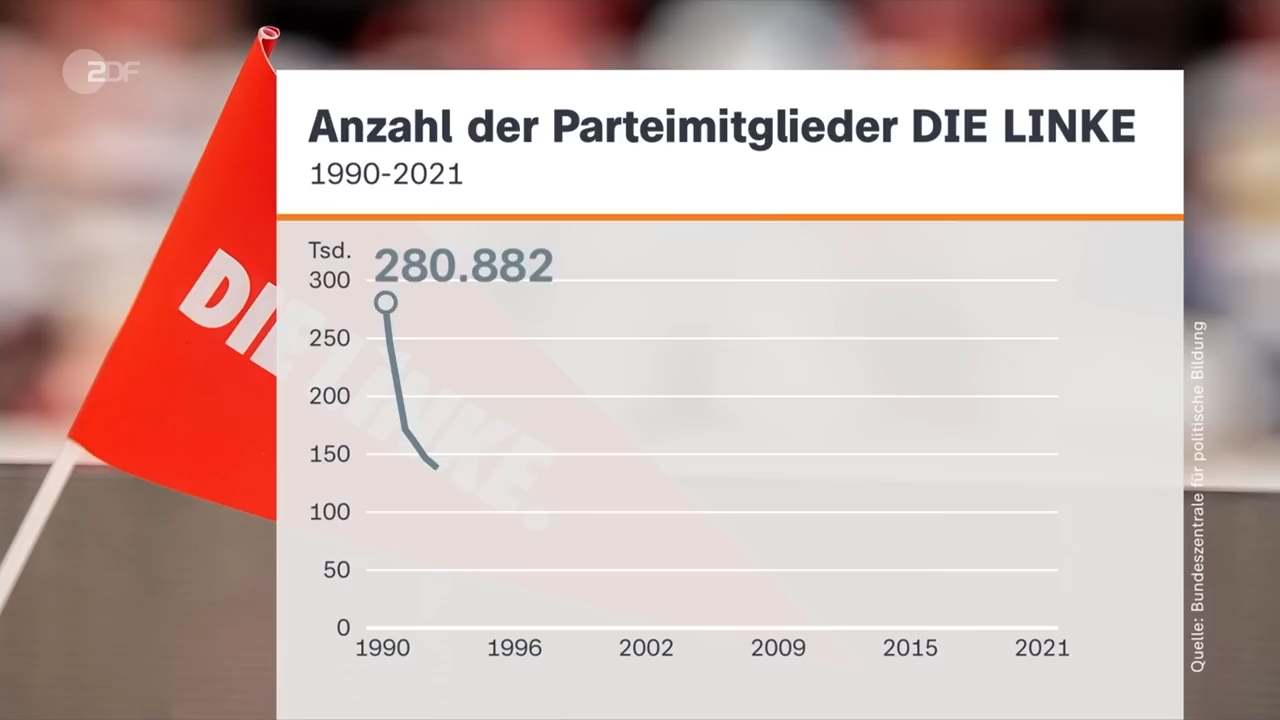 ZDF
Anzahl der Parteimitglieder DIE LINKE
1990-2021
Tsd.
280.882
300
250
200
150
100
50
0
1990 1996 2002 2009 2015 2021
DIE LINKE.
Quelle: Bundeszentrale für politische Bildung